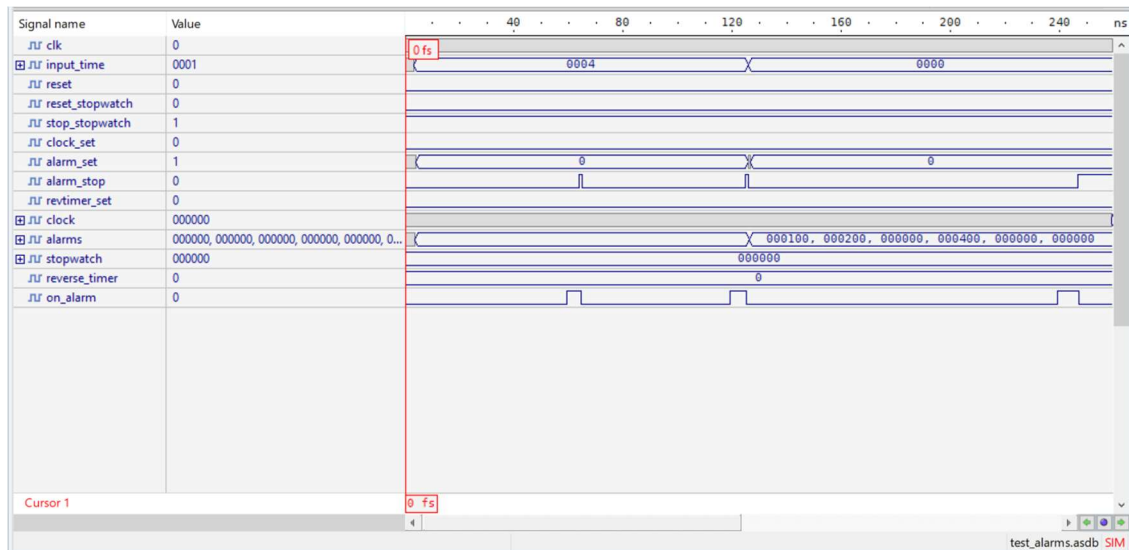 Signal name Value 40 80 120 160 200 240 ns
clk 0 0 fs
input_time 0001 0004 0000
reset 0
reset_stopwatch 0
stop_stopwatch 1
clock_set 0
alarm_set 1 0 0
alarm_stop 0
revtimer_set 0
clock 000000
alarms 000000, 000000, 000000, 000000, 000000, 0... 000100, 000200, 000000, 000400, 000000, 000000
stopwatch 000000 000000
reverse_timer 0 0
on_alarm 0
Cursor 1 0 fs
test_alarms.asdb SIM